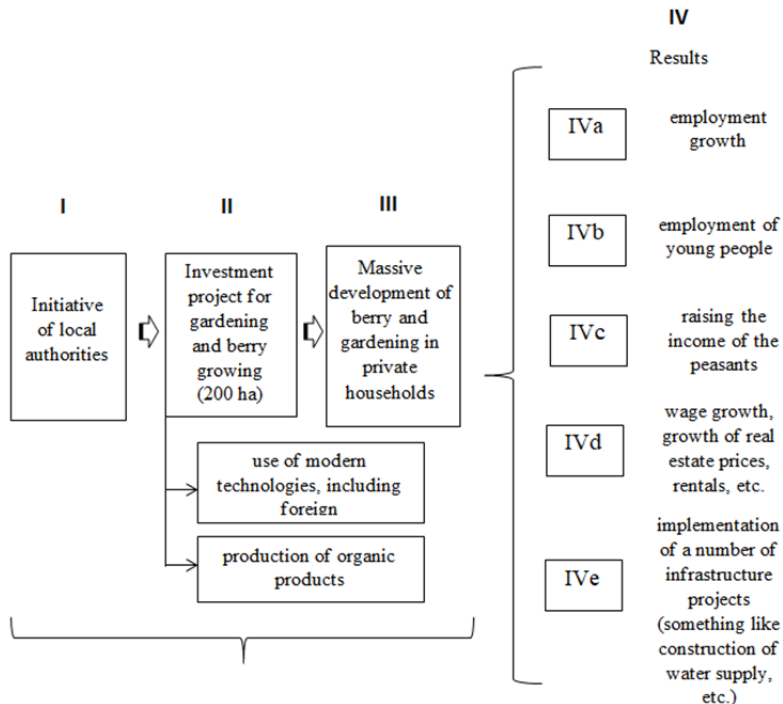 I
Initiative
of local
authorities
II
Investment
project for
gardening
and berry
growing
(200 ha)
III
Massive
development of
berry and
gardening in
private
households
use of modern
technologies, including
foreign
production of organic
products
IV
Results
IVa
employment
growth
IVb
employment of
young people
IVc
raising the
income of the
peasants
IVd
wage growth,
growth of real
estate prices,
rentals, etc.
IVe
implementation
of a number of
infrastructure
projects
(something like
construction of
water supply,
etc.)